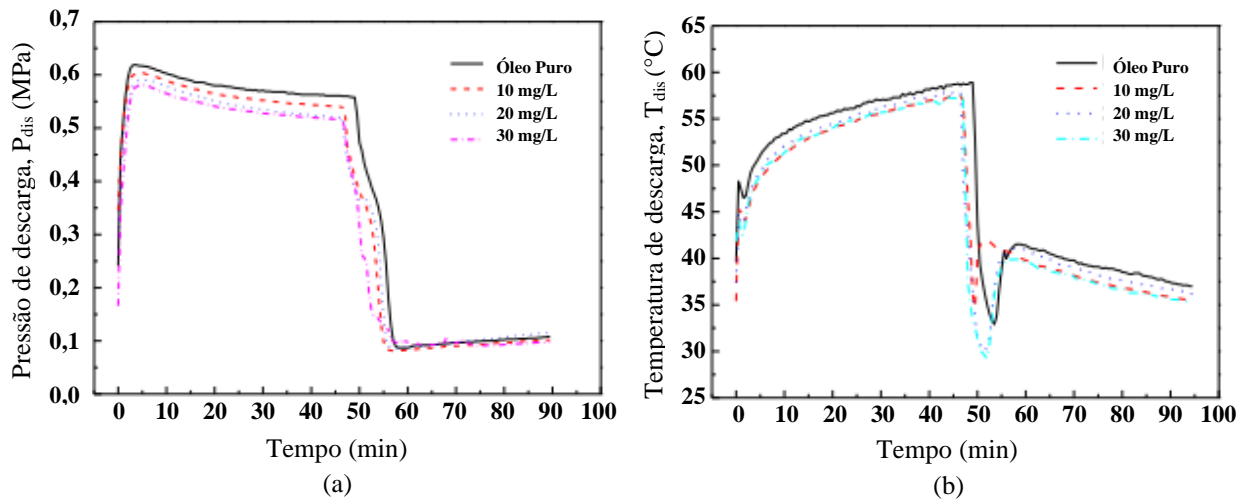 Pressão de descarga, P_dis (MPa)
0,7
0,6
0,5
0,4
0,3
0,2
0,1
0,0
0 10 20 30 40 50 60 70 80 90 100
Tempo (min)
(a)
Óleo Puro
10 mg/L
20 mg/L
30 mg/L
Temperatura de descarga, T_dis (°C)
65
60
55
50
45
40
35
30
25
0 10 20 30 40 50 60 70 80 90 100
Tempo (min)
(b)
Óleo Puro
10 mg/L
20 mg/L
30 mg/L